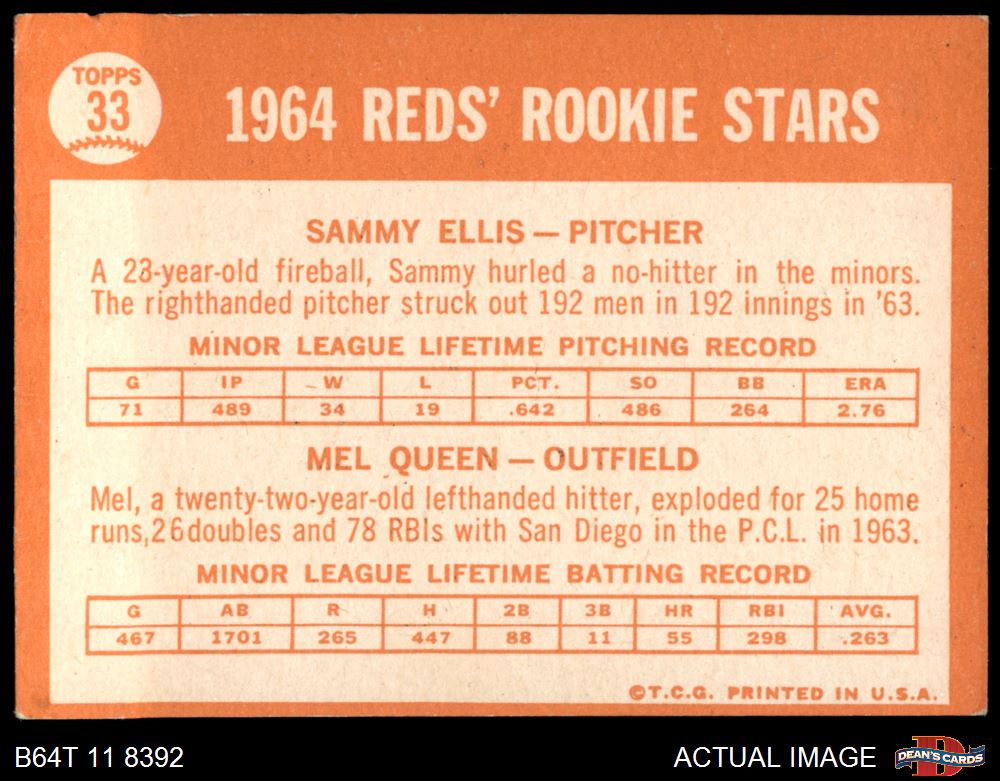 TOPPS
33
1964 REDS' ROOKIE STARS
SAMMY ELLIS — PITCHER
A 23-year-old fireball, Sammy hurled a no-hitter in the minors.
The righthanded pitcher struck out 192 men in 192 innings in '63.
MINOR LEAGUE LIFETIME PITCHING RECORD
G IP W L PCT. SO BB ERA
71 489 34 19 .642 486 264 2.76
MEL QUEEN — OUTFIELD
Mel, a twenty-two-year-old lefthanded hitter, exploded for 25 home
runs,26doubles and 78 RBIs with San Diego in the P.C.L. in 1963.
MINOR LEAGUE LIFETIME BATTING RECORD
G AB R H 2B 3B HR RBI AVG.
467 1701 265 447 88 11 55 298 .263
©T.C.G. PRINTED IN U.S.A.
B64T 11 8392
ACTUAL IMAGE
DEAN'S CARDS